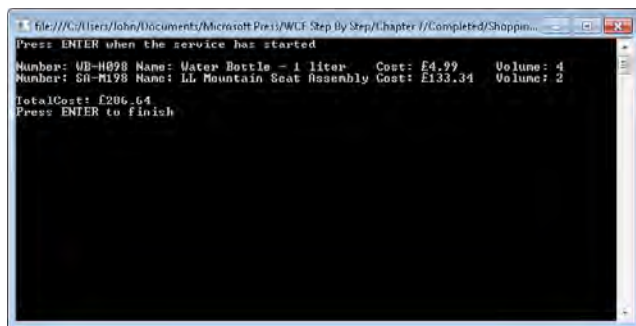 file:///C:/Users/John/Documents/Microsoft Press/WCF Step By Step/Chapter 7/Completed/Shoppin...
Press ENTER when the service has started
Number: WB-H098 Name: Water Bottle - 1 liter Cost: £4.99 Volume: 4
Number: SA-M198 Name: LL Mountain Seat Assembly Cost: £133.34 Volume: 2
TotalCost: £286.64
Press ENTER to finish